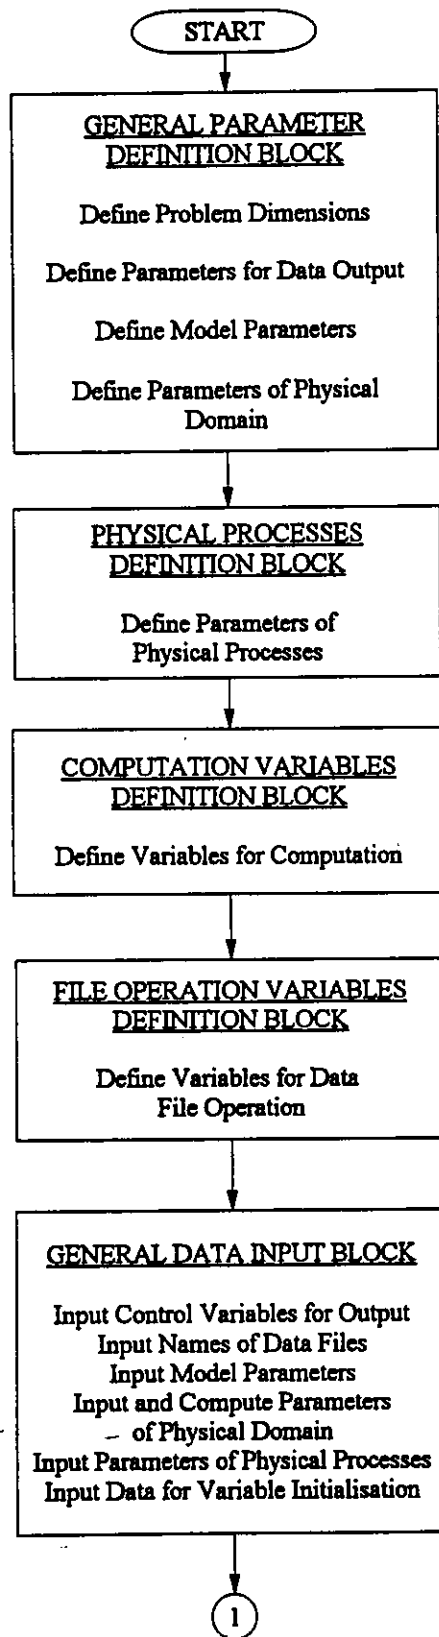 START
GENERAL PARAMETER
DEFINITION BLOCK
Define Problem Dimensions
Define Parameters for Data Output
Define Model Parameters
Define Parameters of Physical
Domain
PHYSICAL PROCESSES
DEFINITION BLOCK
Define Parameters of
Physical Processes
COMPUTATION VARIABLES
DEFINITION BLOCK
Define Variables for Computation
FILE OPERATION VARIABLES
DEFINITION BLOCK
Define Variables for Data
File Operation
GENERAL DATA INPUT BLOCK
Input Control Variables for Output
Input Names of Data Files
Input Model Parameters
Input and Compute Parameters
of Physical Domain
Input Parameters of Physical Processes
Input Data for Variable Initialisation
1